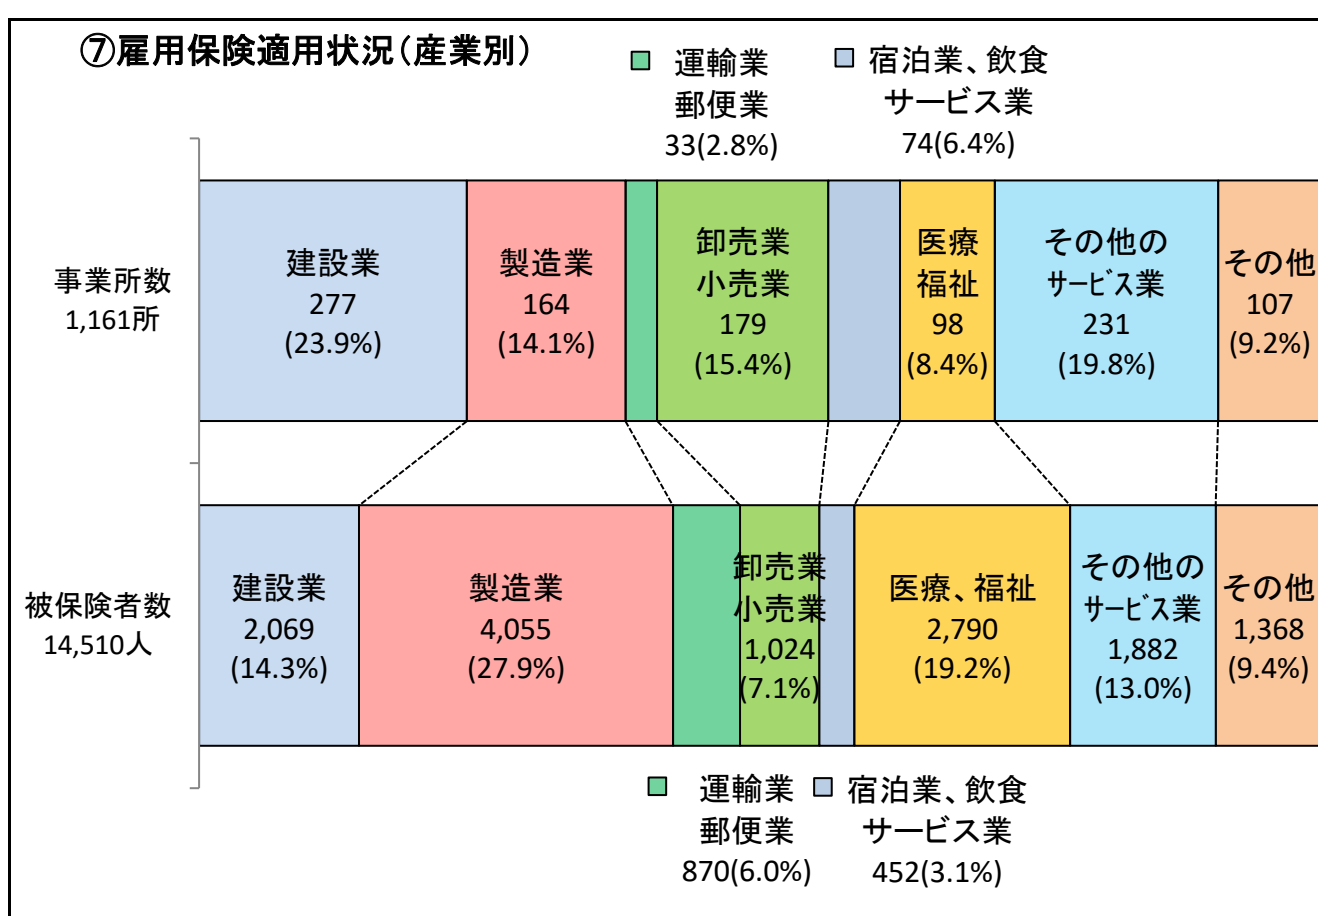 ⑦雇用保険適用状況(産業別)
運輸業
郵便業
33(2.8%)
宿泊業、飲食
サービス業
74(6.4%)
事業所数
1,161所
建設業
277
(23.9%)
製造業
164
(14.1%)
卸売業
小売業
179
(15.4%)
医療
福祉
98
(8.4%)
その他の
サービス業
231
(19.8%)
その他
107
(9.2%)
被保険者数
14,510人
建設業
2,069
(14.3%)
製造業
4,055
(27.9%)
卸売業
小売業
1,024
(7.1%)
医療、福祉
2,790
(19.2%)
その他の
サービス業
1,882
(13.0%)
その他
1,368
(9.4%)
運輸業
郵便業
870(6.0%)
宿泊業、飲食
サービス業
452(3.1%)